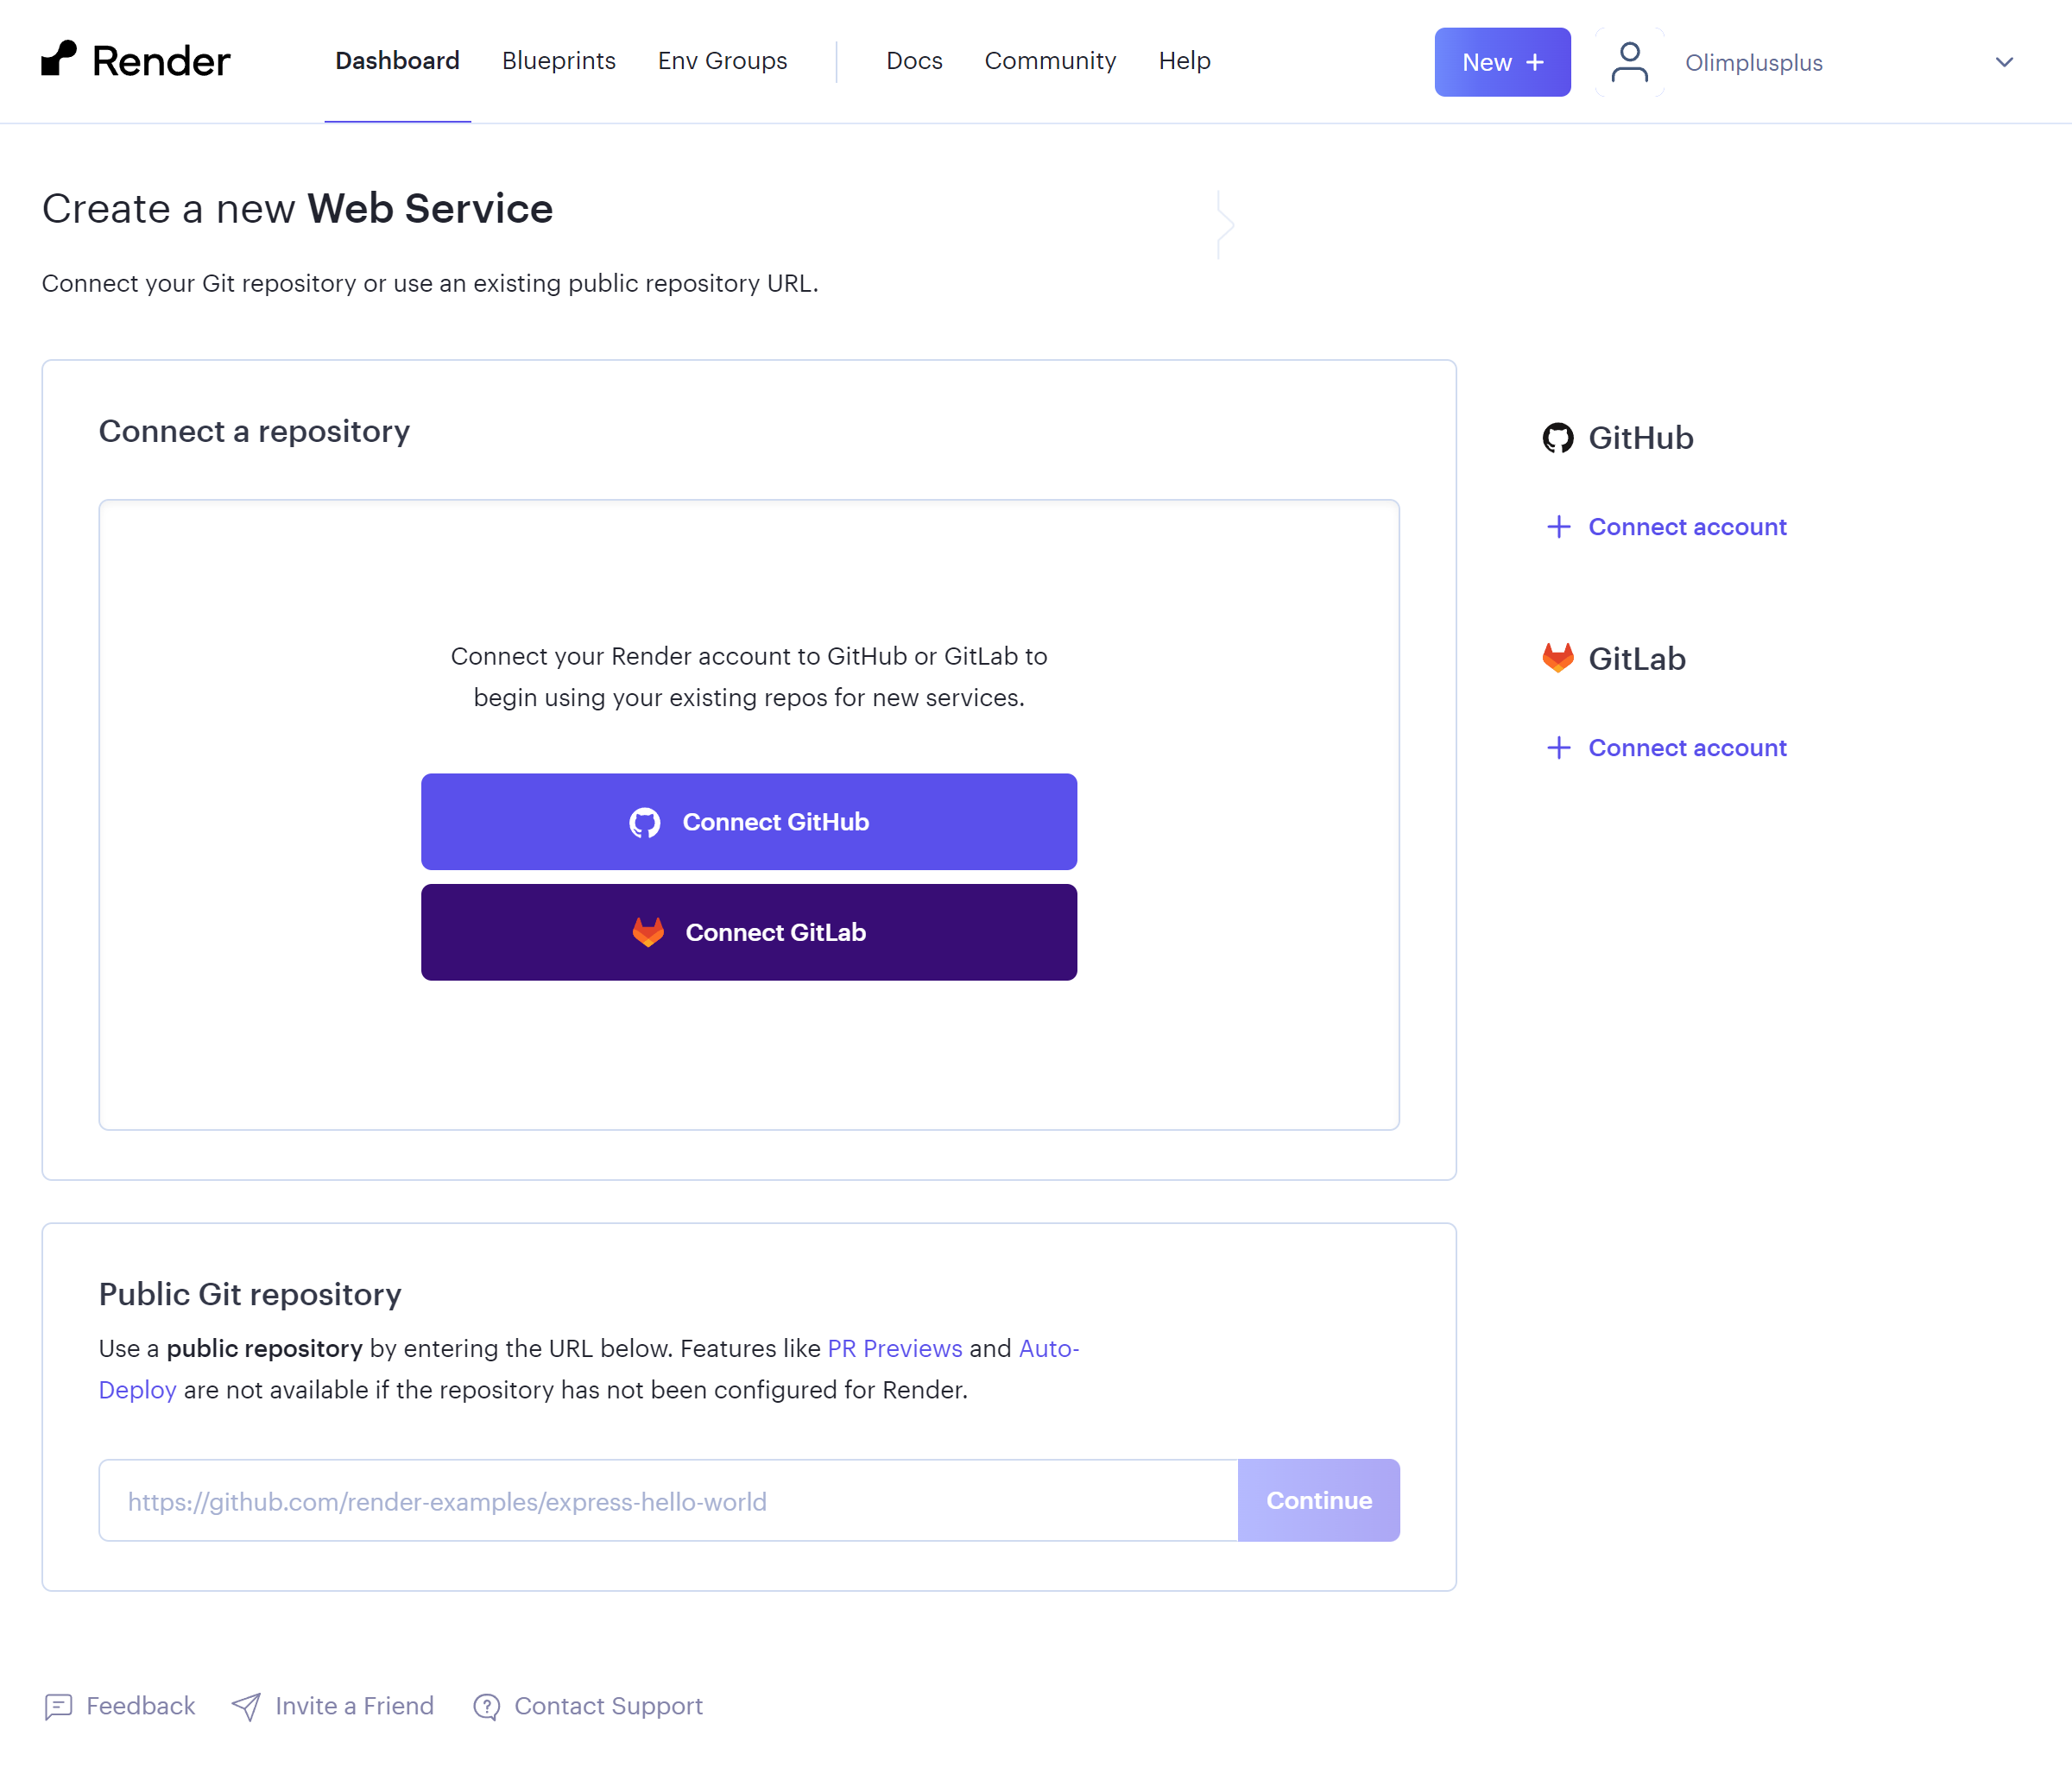 Render
Dashboard
Blueprints
Env Groups
Docs
Community
Help
New +
Olimplusplus
Create a new Web Service
Connect your Git repository or use an existing public repository URL.
Connect a repository
Connect your Render account to GitHub or GitLab to
begin using your existing repos for new services.
Connect GitHub
Connect GitLab
GitHub
+ Connect account
GitLab
+ Connect account
Public Git repository
Use a public repository by entering the URL below. Features like PR Previews and Auto-
Deploy are not available if the repository has not been configured for Render.
https://github.com/render-examples/express-hello-world
Continue
Feedback
Invite a Friend
Contact Support